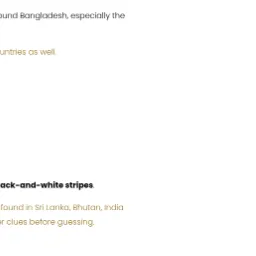 ound Bangladesh, especially the
untries as well.
ack-and-white stripes.
found in Sri Lanka, Bhutan, India
r clues before guessing.